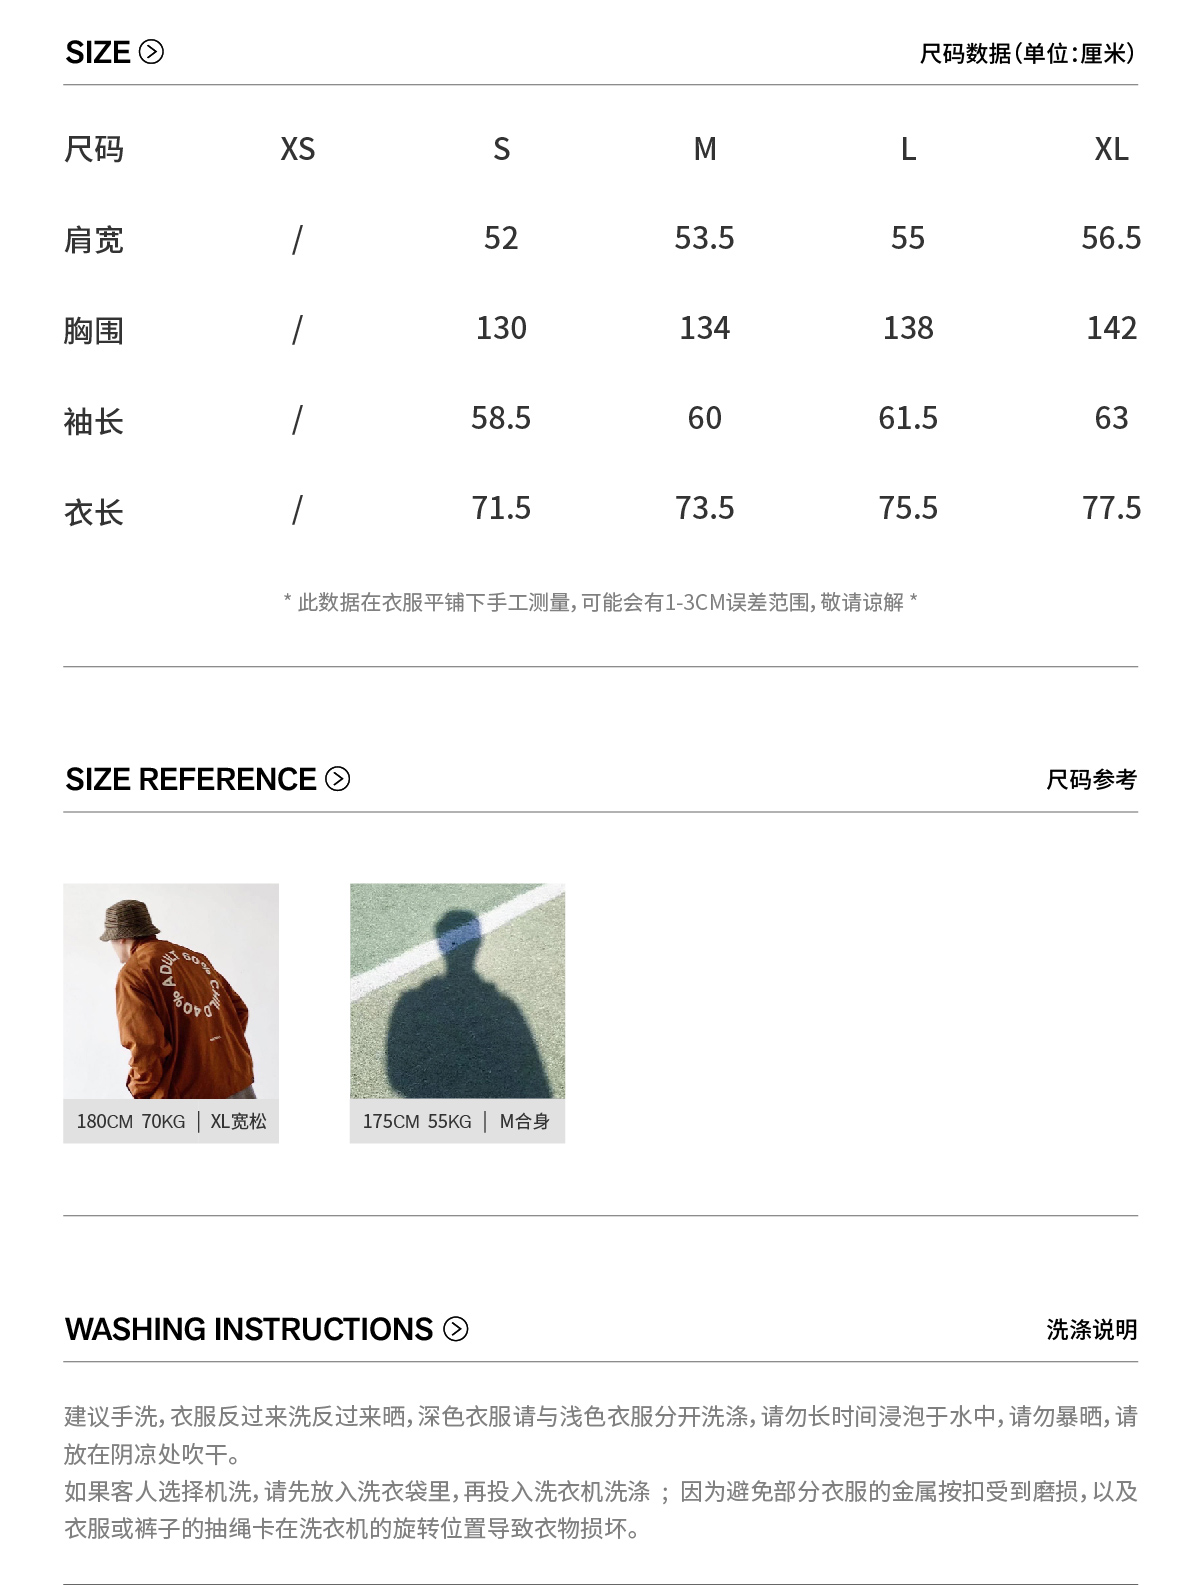 SIZE
尺码数据(单位:厘米)
尺码 XS S M L XL
肩宽 / 52 53.5 55 56.5
胸围 / 130 134 138 142
袖长 / 58.5 60 61.5 63
衣长 / 71.5 73.5 75.5 77.5
* 此数据在衣服平铺下手工测量,可能会有1-3CM误差范围,敬请谅解 *
SIZE REFERENCE
尺码参考
ADULT 60% CHILD 40%
180CM 70KG | XL宽松
175CM 55KG | M合身
WASHING INSTRUCTIONS
洗涤说明
建议手洗,衣服反过来洗反过来晒,深色衣服请与浅色衣服分开洗涤,请勿长时间浸泡于水中,请勿暴晒,请
放在阴凉处吹干。
如果客人选择机洗,请先放入洗衣袋里,再投入洗衣机洗涤 ; 因为避免部分衣服的金属按扣受到磨损,以及
衣服或裤子的抽绳卡在洗衣机的旋转位置导致衣物损坏。